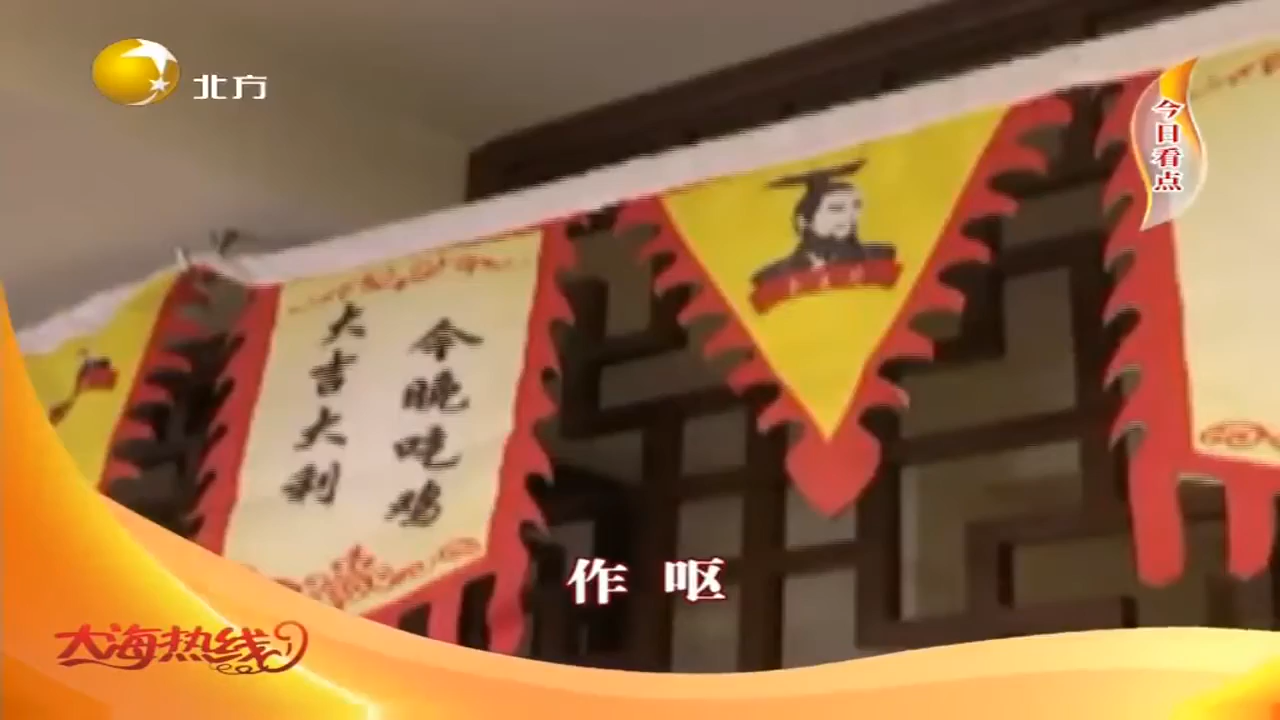 北方
今日看点
今晚吃鸡
大吉大利
作呕
大海热线